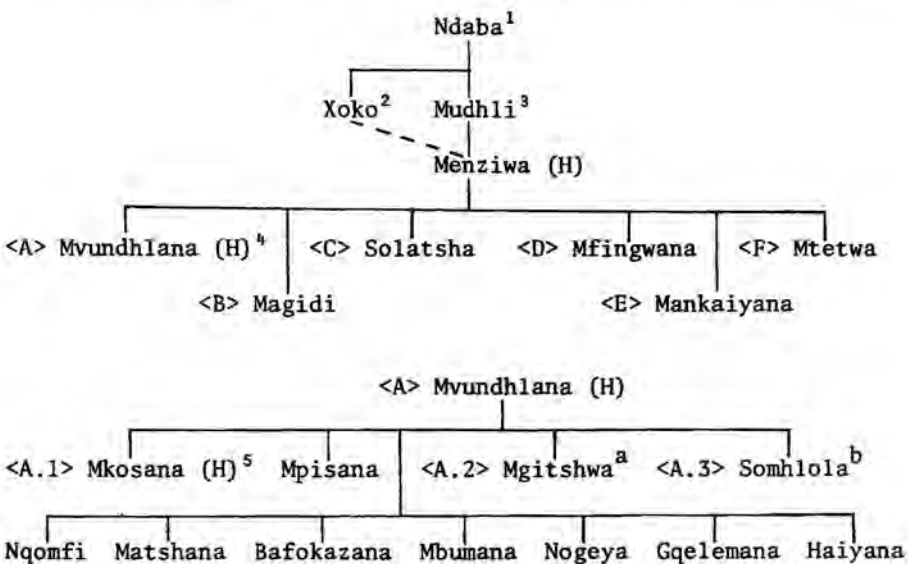 Ndaba¹
Xoko² Mudhli³
Menziwa (H)
<A> Mvundhlana (H)⁴ <C> Solatsha <D> Mfingwana <F> Mtetwa
<B> Magidi <E> Mankaiyana
<A> Mvundhlana (H)
<A.1> Mkosana (H)⁵ Mpisana <A.2> Mgitshwaᵃ <A.3> Somhlolaᵇ
Nqomfi Matshana Bafokazana Mbumana Nogeya Gqelemana Haiyana